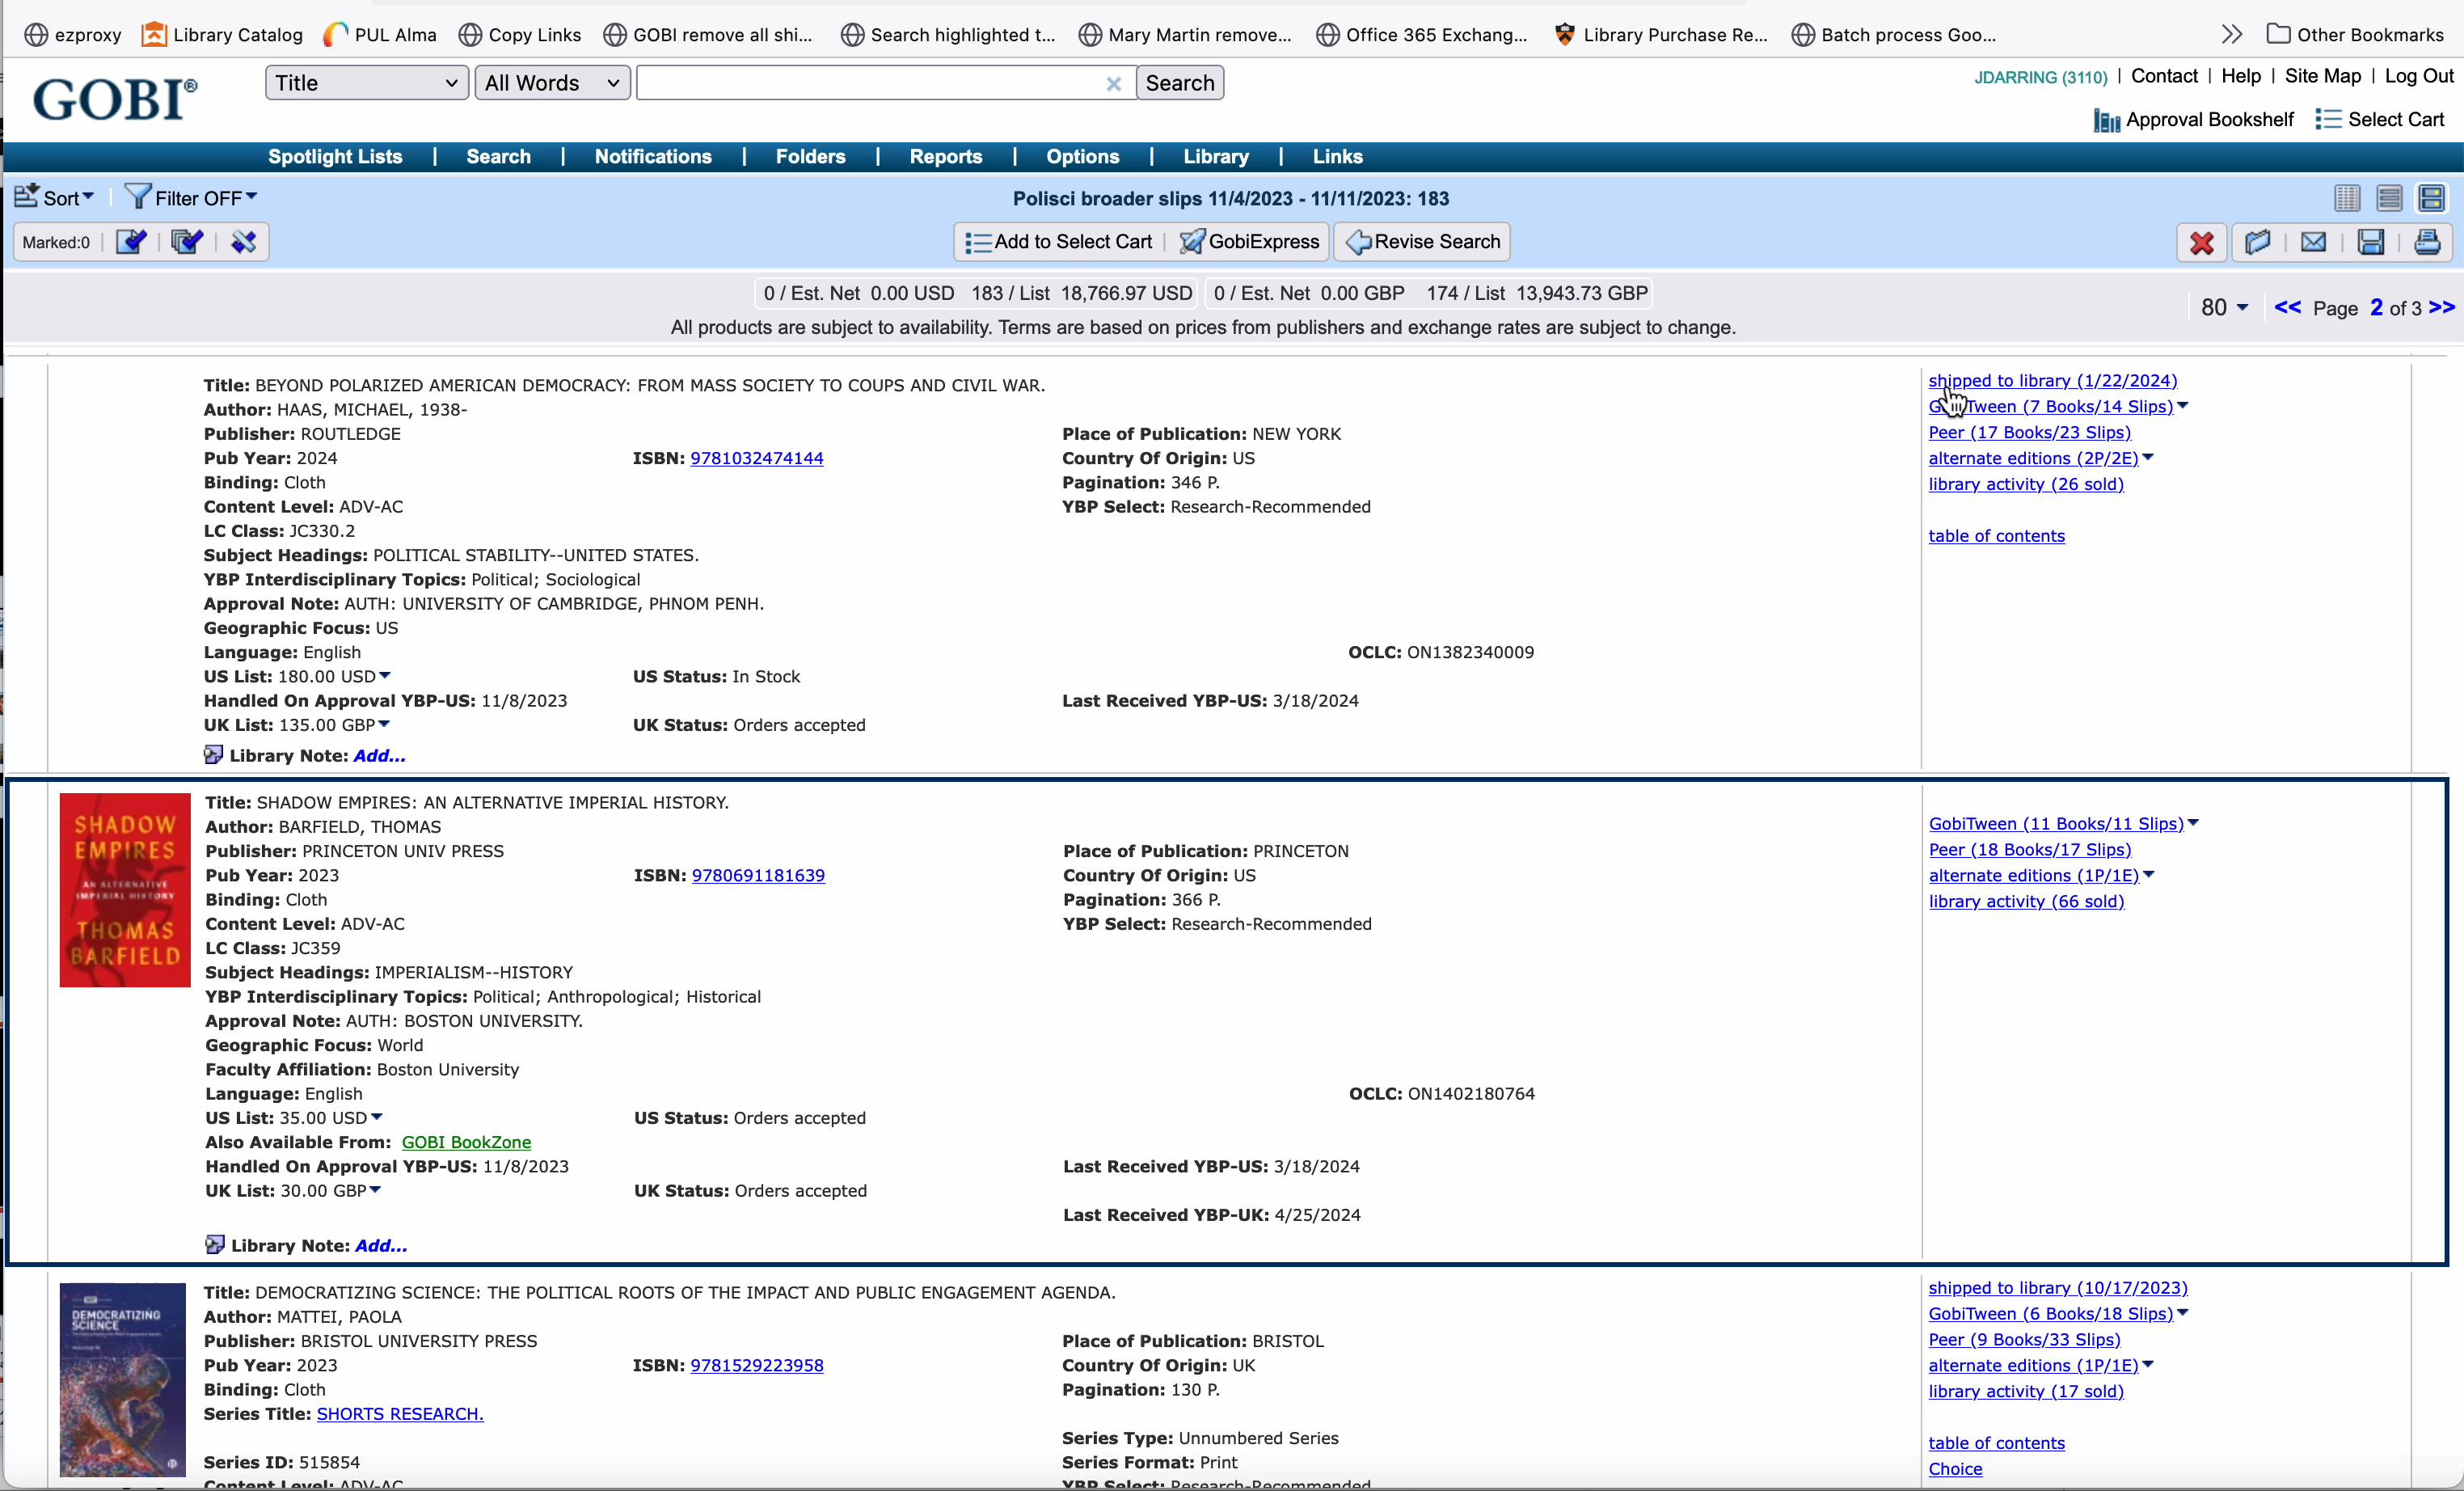 ezproxy Library Catalog PUL Alma Copy Links GOBI remove all shi... Search highlighted t... Mary Martin remove... Office 365 Exchang... Library Purchase Re... Batch process Goo... Other Bookmarks
GOBI® Title All Words Search JDARRING (3110) | Contact | Help | Site Map | Log Out
Approval Bookshelf Select Cart
Spotlight Lists | Search | Notifications | Folders | Reports | Options | Library | Links
Sort Filter OFF Polisci broader slips 11/4/2023 - 11/11/2023: 183
Marked:0 Add to Select Cart GobiExpress Revise Search
0 / Est. Net 0.00 USD 183 / List 18,766.97 USD 0 / Est. Net 0.00 GBP 174 / List 13,943.73 GBP
80 << Page 2 of 3 >>
All products are subject to availability. Terms are based on prices from publishers and exchange rates are subject to change.
Title: BEYOND POLARIZED AMERICAN DEMOCRACY: FROM MASS SOCIETY TO COUPS AND CIVIL WAR.
Author: HAAS, MICHAEL, 1938-
Publisher: ROUTLEDGE Place of Publication: NEW YORK
Pub Year: 2024 ISBN: 9781032474144 Country Of Origin: US
Binding: Cloth Pagination: 346 P.
Content Level: ADV-AC YBP Select: Research-Recommended
LC Class: JC330.2
Subject Headings: POLITICAL STABILITY--UNITED STATES.
YBP Interdisciplinary Topics: Political; Sociological
Approval Note: AUTH: UNIVERSITY OF CAMBRIDGE, PHNOM PENH.
Geographic Focus: US
Language: English OCLC: ON1382340009
US List: 180.00 USD US Status: In Stock
Handled On Approval YBP-US: 11/8/2023 Last Received YBP-US: 3/18/2024
UK List: 135.00 GBP UK Status: Orders accepted
Library Note: Add...
shipped to library (1/22/2024)
GobiTween (7 Books/14 Slips)
Peer (17 Books/23 Slips)
alternate editions (2P/2E)
library activity (26 sold)
table of contents
SHADOW
EMPIRES
AN ALTERNATIVE
IMPERIAL HISTORY
THOMAS
BARFIELD
Title: SHADOW EMPIRES: AN ALTERNATIVE IMPERIAL HISTORY.
Author: BARFIELD, THOMAS
Publisher: PRINCETON UNIV PRESS Place of Publication: PRINCETON
Pub Year: 2023 ISBN: 9780691181639 Country Of Origin: US
Binding: Cloth Pagination: 366 P.
Content Level: ADV-AC YBP Select: Research-Recommended
LC Class: JC359
Subject Headings: IMPERIALISM--HISTORY
YBP Interdisciplinary Topics: Political; Anthropological; Historical
Approval Note: AUTH: BOSTON UNIVERSITY.
Geographic Focus: World
Faculty Affiliation: Boston University
Language: English OCLC: ON1402180764
US List: 35.00 USD US Status: Orders accepted
Also Available From: GOBI BookZone
Handled On Approval YBP-US: 11/8/2023 Last Received YBP-US: 3/18/2024
UK List: 30.00 GBP UK Status: Orders accepted
Last Received YBP-UK: 4/25/2024
Library Note: Add...
GobiTween (11 Books/11 Slips)
Peer (18 Books/17 Slips)
alternate editions (1P/1E)
library activity (66 sold)
DEMOCRATIZING
SCIENCE
Title: DEMOCRATIZING SCIENCE: THE POLITICAL ROOTS OF THE IMPACT AND PUBLIC ENGAGEMENT AGENDA.
Author: MATTEI, PAOLA
Publisher: BRISTOL UNIVERSITY PRESS Place of Publication: BRISTOL
Pub Year: 2023 ISBN: 9781529223958 Country Of Origin: UK
Binding: Cloth Pagination: 130 P.
Series Title: SHORTS RESEARCH.
Series Type: Unnumbered Series
Series ID: 515854 Series Format: Print
Content Level: ADV-AC YBP Select: Research-Recommended
shipped to library (10/17/2023)
GobiTween (6 Books/18 Slips)
Peer (9 Books/33 Slips)
alternate editions (1P/1E)
library activity (17 sold)
table of contents
Choice